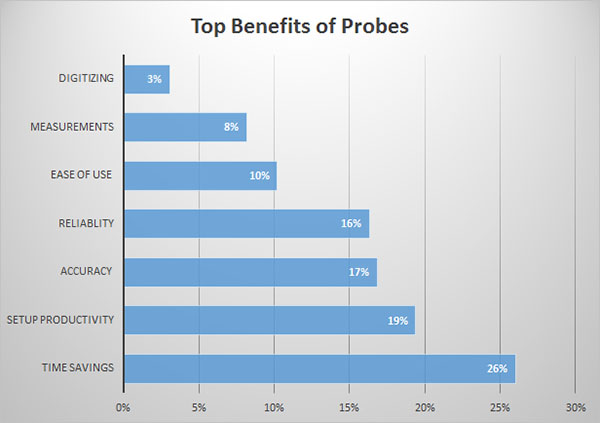 Top Benefits of Probes
DIGITIZING 3%
MEASUREMENTS 8%
EASE OF USE 10%
RELIABLITY 16%
ACCURACY 17%
SETUP PRODUCTIVITY 19%
TIME SAVINGS 26%
0% 5% 10% 15% 20% 25% 30%